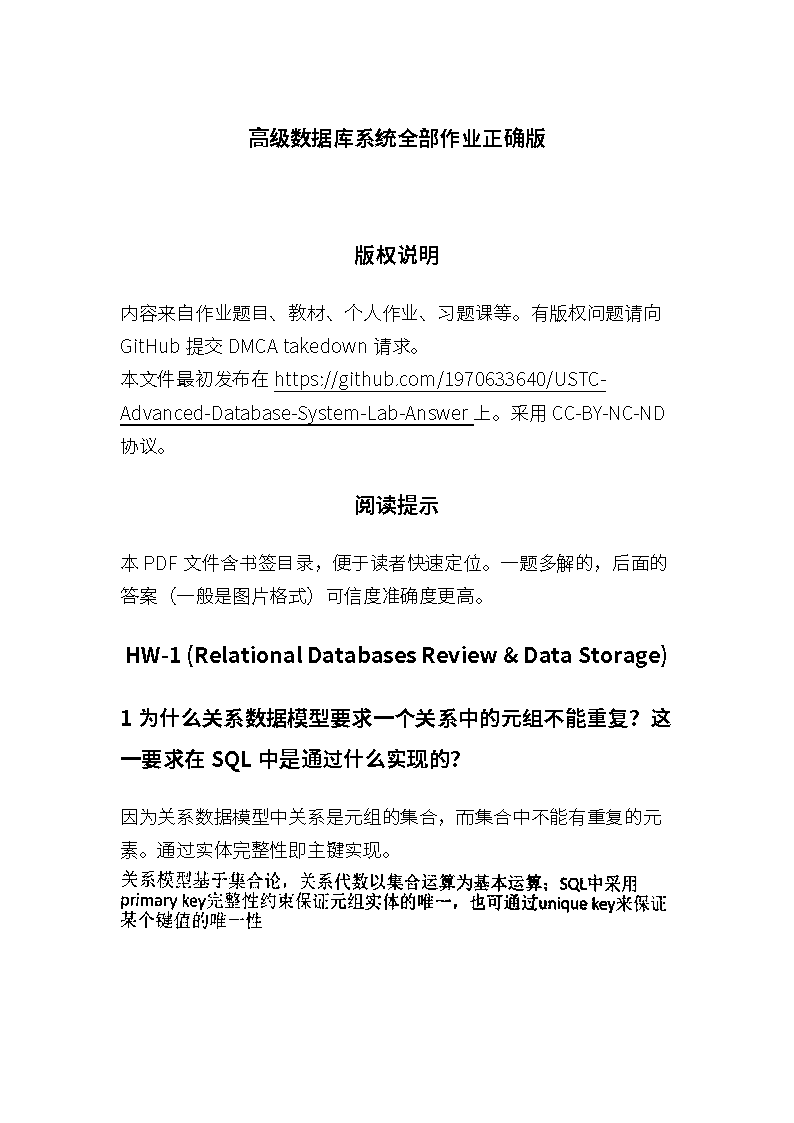 高级数据库系统全部作业正确版
版权说明
内容来自作业题目、教材、个人作业、习题课等。有版权问题请向
GitHub 提交 DMCA takedown 请求。
本文件最初发布在 https://github.com/1970633640/USTC-
Advanced-Database-System-Lab-Answer 上。采用 CC-BY-NC-ND
协议。
阅读提示
本 PDF 文件含书签目录，便于读者快速定位。一题多解的，后面的
答案（一般是图片格式）可信度准确度更高。
HW-1 (Relational Databases Review & Data Storage)
1 为什么关系数据模型要求一个关系中的元组不能重复？这
一要求在 SQL 中是通过什么实现的？
因为关系数据模型中关系是元组的集合，而集合中不能有重复的元
素。通过实体完整性即主键实现。
关系模型基于集合论，关系代数以集合运算为基本运算；SQL中采用
primary key完整性约束保证元组实体的唯一，也可通过unique key来保证
某个键值的唯一性